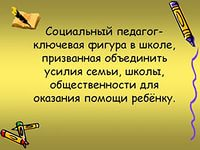 Социальный педагог-
ключевая фигура в школе,
призванная объединить
усилия семьи, школы,
общественности для
оказания помощи ребёнку.